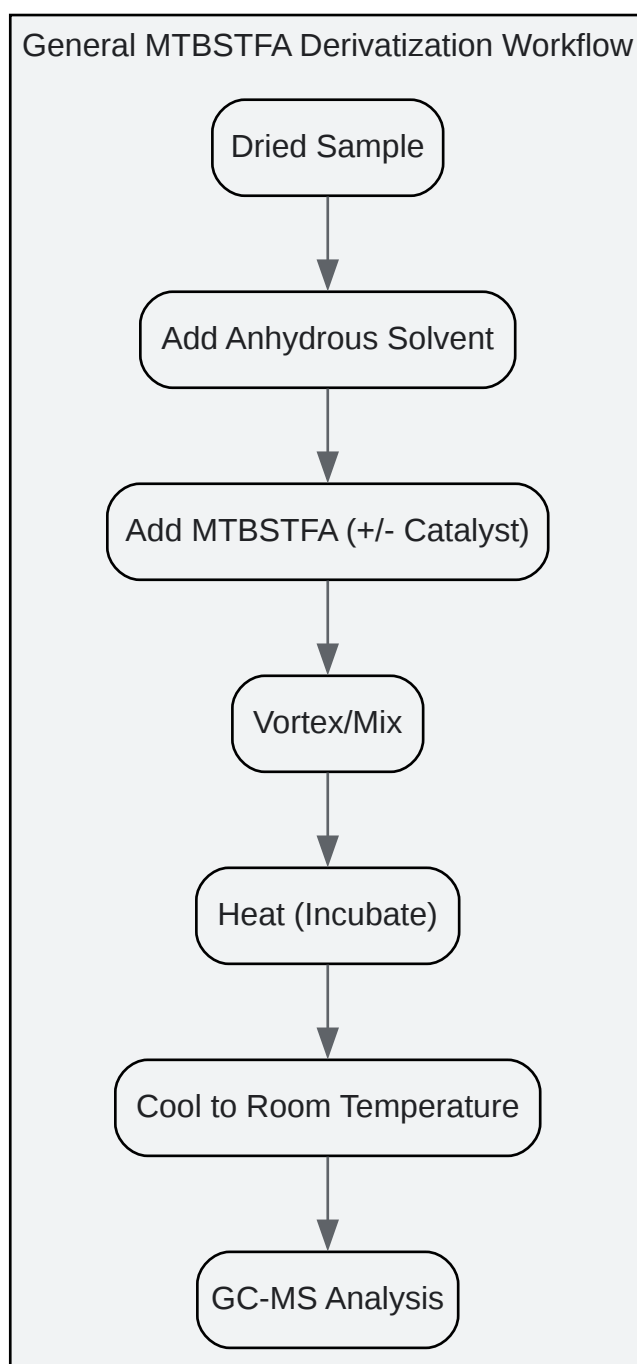 General MTBSTFA Derivatization Workflow
Dried Sample
Add Anhydrous Solvent
Add MTBSTFA (+/- Catalyst)
Vortex/Mix
Heat (Incubate)
Cool to Room Temperature
GC-MS Analysis